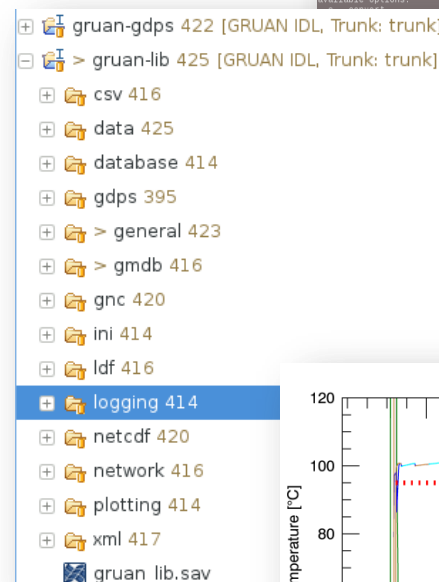 available options:
gruan-gdps 422 [GRUAN IDL, Trunk: trunk]
> gruan-lib 425 [GRUAN IDL, Trunk: trunk]
csv 416
data 425
database 414
gdps 395
> general 423
> gmdb 416
gnc 420
ini 414
ldf 416
logging 414
netcdf 420
network 416
plotting 414
xml 417
gruan_lib.sav
120
100
80
mperature [°C]